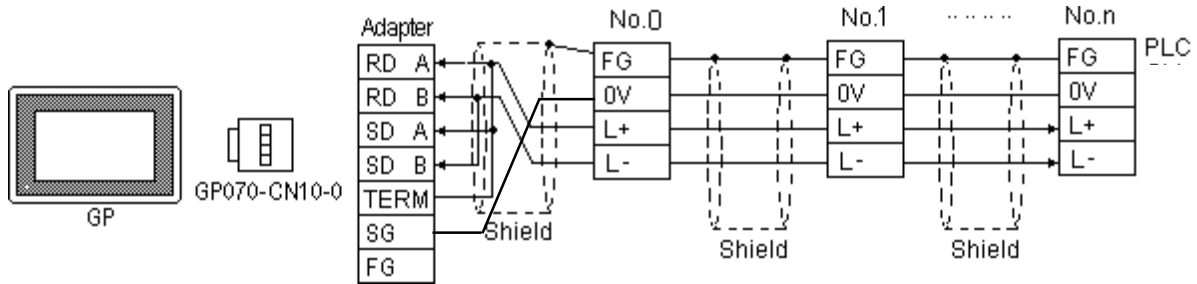 Adapter
RD A
RD B
SD A
SD B
TERM
SG
FG
GP
GP070-CN10-0
Shield
No.0
FG
0V
L+
L-
Shield
No.1
FG
0V
L+
L-
Shield
........
No.n
FG
0V
L+
L-
PLC